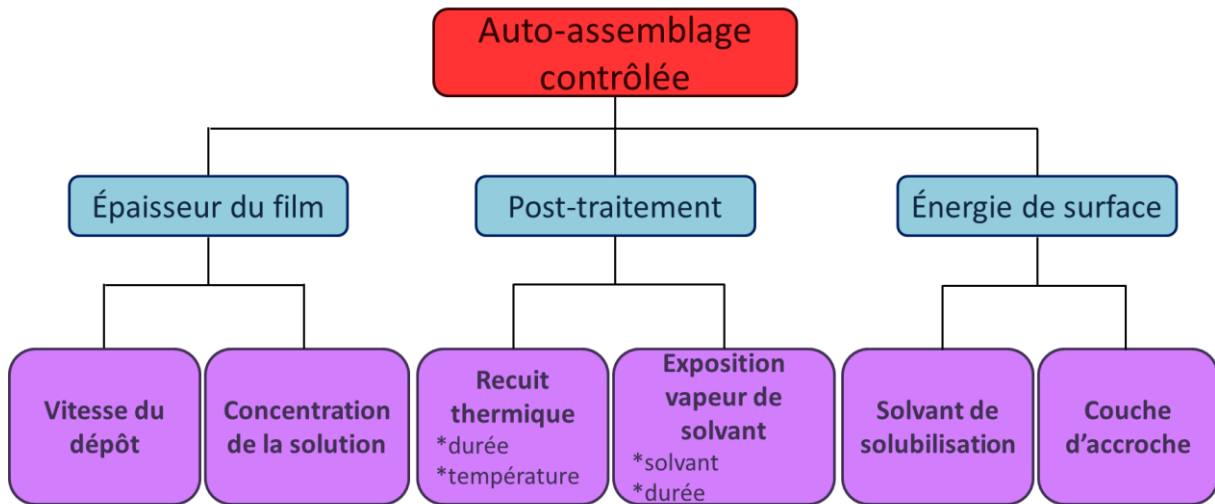 Auto-assemblage
contrôlée
Épaisseur du film
Post-traitement
Énergie de surface
Vitesse du
dépôt
Concentration
de la solution
Recuit
thermique
*durée
*température
Exposition
vapeur de
solvant
*solvant
*durée
Solvant de
solubilisation
Couche
d’accroche